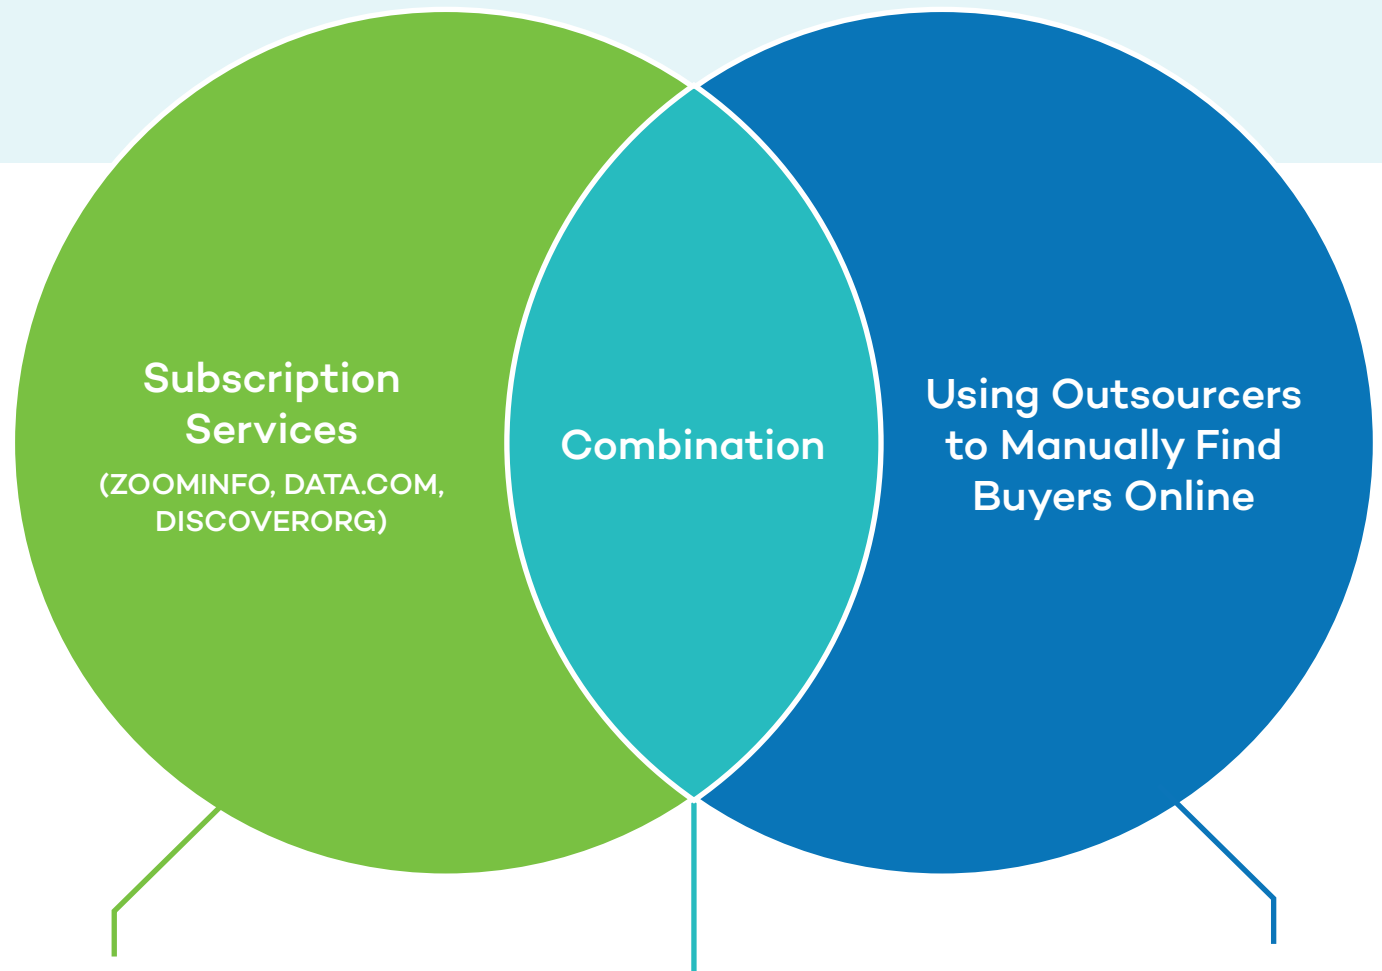 Subscription
Services
(ZOOMINFO, DATA.COM,
DISCOVERORG)
Combination
Using Outsourcers
to Manually Find
Buyers Online